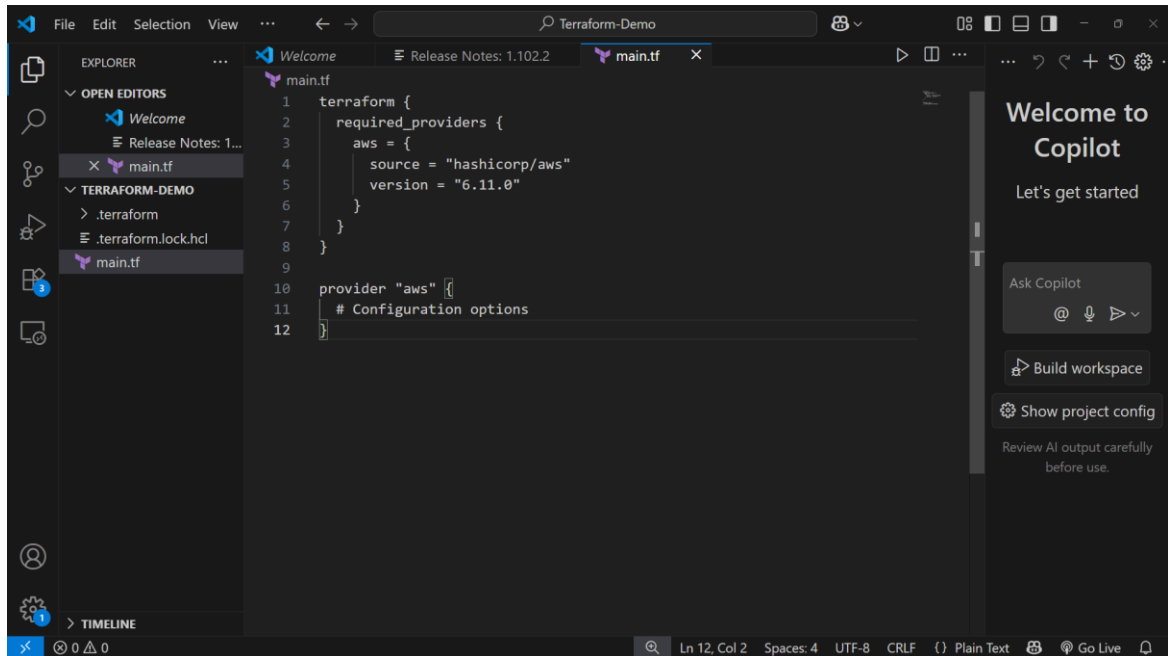 File Edit Selection View ... Terraform-Demo
EXPLORER ...
OPEN EDITORS
Welcome
Release Notes: 1...
main.tf
TERRAFORM-DEMO
.terraform
.terraform.lock.hcl
main.tf
TIMELINE
Welcome Release Notes: 1.102.2 main.tf
main.tf
1 terraform {
2 required_providers {
3 aws = {
4 source = "hashicorp/aws"
5 version = "6.11.0"
6 }
7 }
8 }
9
10 provider "aws" {
11 # Configuration options
12 }
Welcome to
Copilot
Let's get started
Ask Copilot
@
Build workspace
Show project config
Review AI output carefully
before use.
3
1
0 0 Ln 12, Col 2 Spaces: 4 UTF-8 CRLF {} Plain Text Go Live